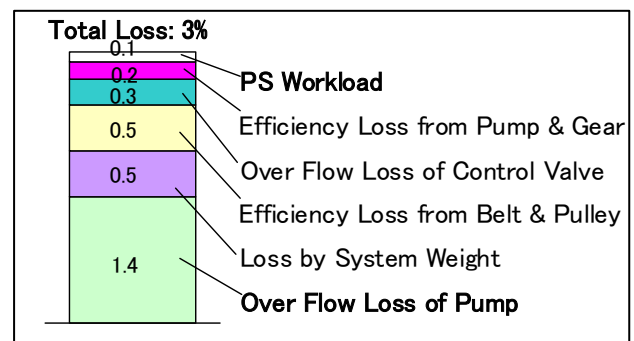 Total Loss: 3%
0.1
PS Workload
0.2
Efficiency Loss from Pump & Gear
0.3
Over Flow Loss of Control Valve
0.5
Efficiency Loss from Belt & Pulley
0.5
Loss by System Weight
1.4
Over Flow Loss of Pump